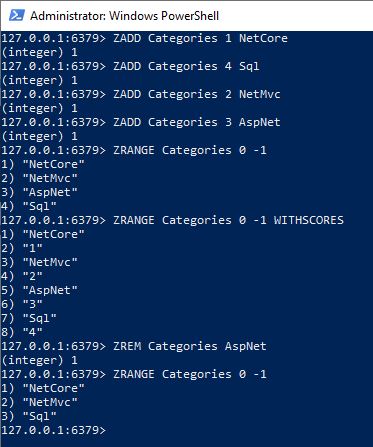 Administrator: Windows PowerShell
127.0.0.1:6379> ZADD Categories 1 NetCore
(integer) 1
127.0.0.1:6379> ZADD Categories 4 Sql
(integer) 1
127.0.0.1:6379> ZADD Categories 2 NetMvc
(integer) 1
127.0.0.1:6379> ZADD Categories 3 AspNet
(integer) 1
127.0.0.1:6379> ZRANGE Categories 0 -1
1) "NetCore"
2) "NetMvc"
3) "AspNet"
4) "Sql"
127.0.0.1:6379> ZRANGE Categories 0 -1 WITHSCORES
1) "NetCore"
2) "1"
3) "NetMvc"
4) "2"
5) "AspNet"
6) "3"
7) "Sql"
8) "4"
127.0.0.1:6379> ZREM Categories AspNet
(integer) 1
127.0.0.1:6379> ZRANGE Categories 0 -1
1) "NetCore"
2) "NetMvc"
3) "Sql"
127.0.0.1:6379>